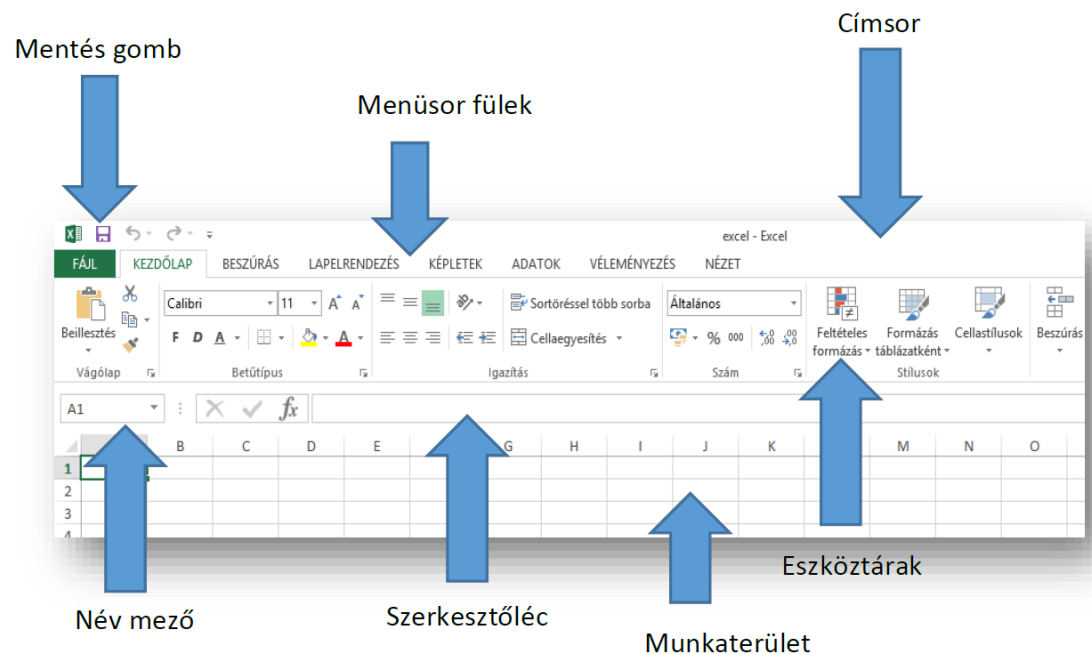 Címsor
Mentés gomb
Menüsor fülek
excel - Excel
FÁJL KEZDŐLAP BESZÚRÁS LAPELRENDEZÉS KÉPLETEK ADATOK VÉLEMÉNYEZÉS NÉZET
Calibri 11 A A Sortöréssel több sorba Általános
Beillesztés F D A A Cellaegyesítés % 000 ,00 ,00 Feltételes formázás Formázás táblázatként Cellastílusok Beszúrás
Vágólap Betűtípus Igazítás Szám Stílusok
A1 fx
B C D E G H I J K M N O
1
2
3
4
Eszköztárak
Név mező Szerkesztőléc
Munkaterület